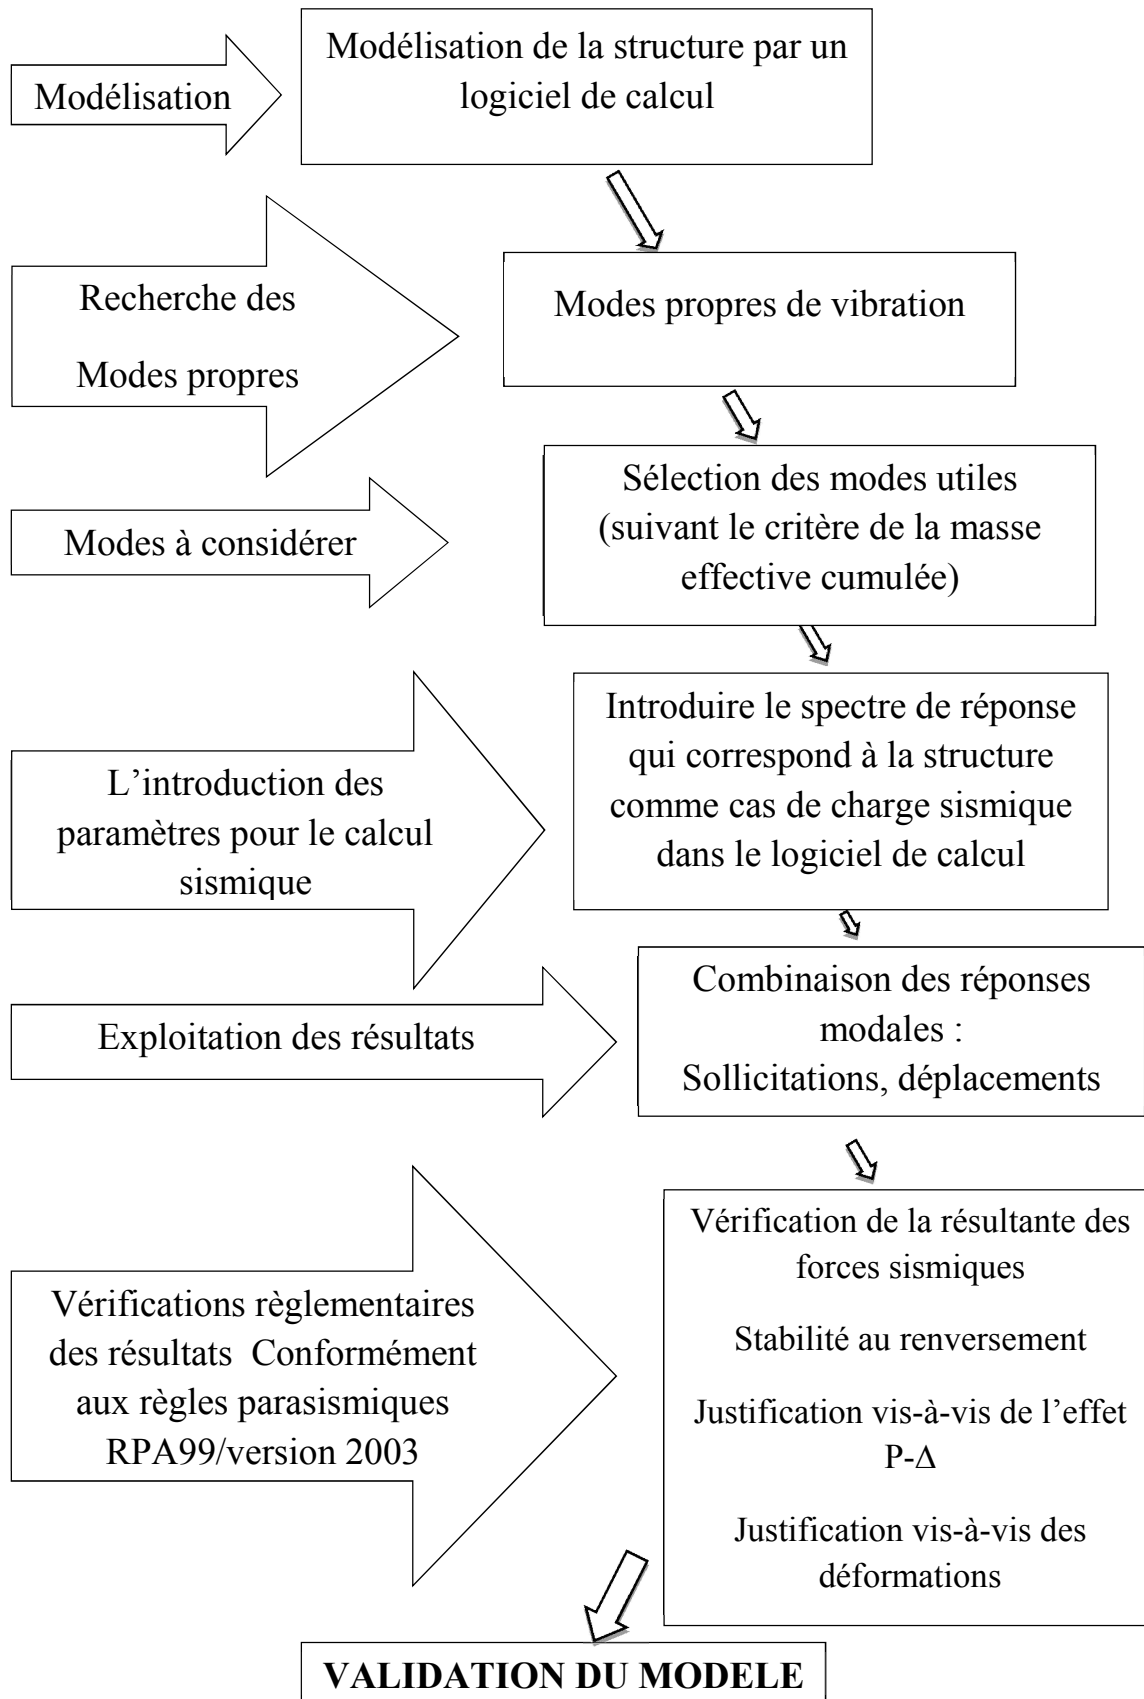 Modélisation de la structure par un
logiciel de calcul
Modélisation
Recherche des
Modes propres
Modes propres de vibration
Sélection des modes utiles
(suivant le critère de la masse
effective cumulée)
Modes à considérer
Introduire le spectre de réponse
qui correspond à la structure
comme cas de charge sismique
dans le logiciel de calcul
L’introduction des
paramètres pour le calcul
sismique
Combinaison des réponses
modales :
Sollicitations, déplacements
Exploitation des résultats
Vérifications règlementaires
des résultats  Conformément
aux règles parasismiques
RPA99/version 2003
Vérification de la résultante des
forces sismiques
Stabilité au renversement
Justification vis-à-vis de l’effet
P-Δ
Justification vis-à-vis des
déformations
VALIDATION DU MODELE